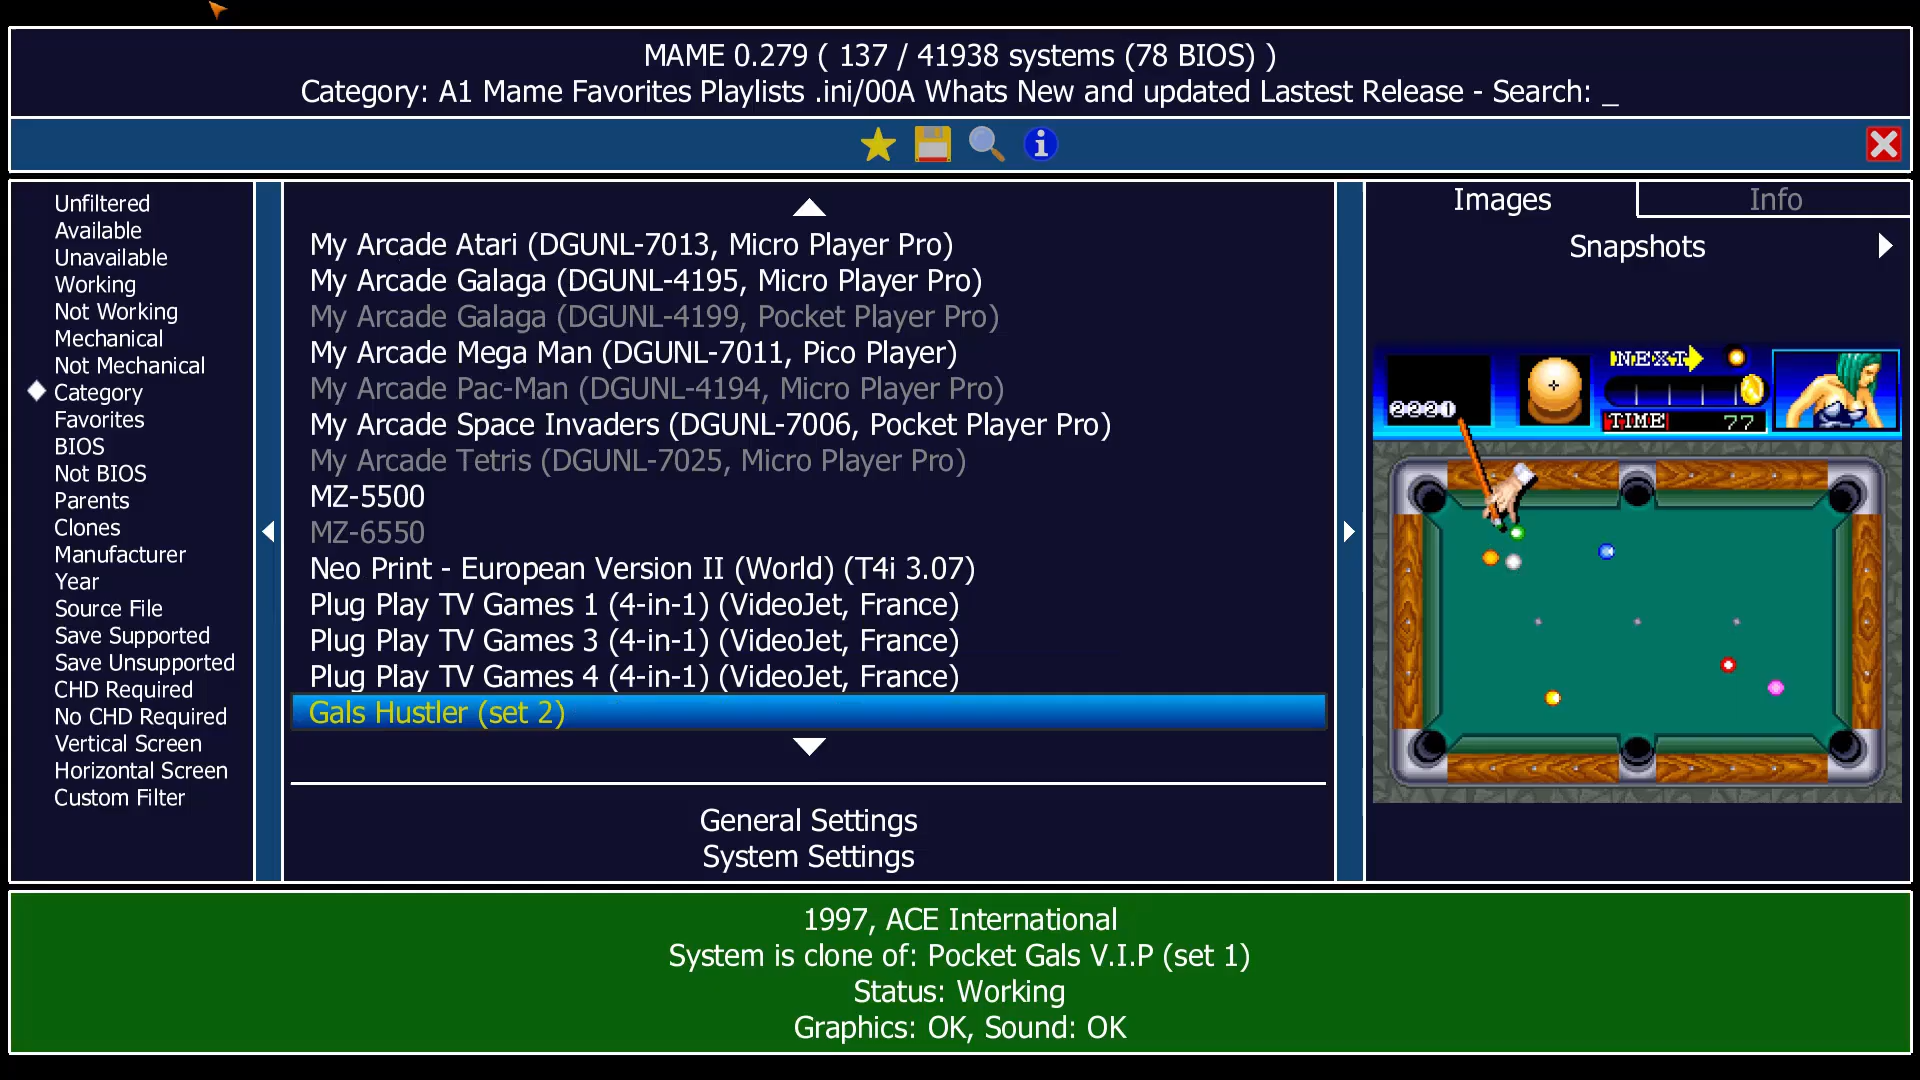 MAME 0.279 ( 137 / 41938 systems (78 BIOS) )
Category: A1 Mame Favorites Playlists .ini/00A Whats New and updated Lastest Release - Search: _
Unfiltered
Available
Unavailable
Working
Not Working
Mechanical
Not Mechanical
Category
Favorites
BIOS
Not BIOS
Parents
Clones
Manufacturer
Year
Source File
Save Supported
Save Unsupported
CHD Required
No CHD Required
Vertical Screen
Horizontal Screen
Custom Filter
My Arcade Atari (DGUNL-7013, Micro Player Pro)
My Arcade Galaga (DGUNL-4195, Micro Player Pro)
My Arcade Galaga (DGUNL-4199, Pocket Player Pro)
My Arcade Mega Man (DGUNL-7011, Pico Player)
My Arcade Pac-Man (DGUNL-4194, Micro Player Pro)
My Arcade Space Invaders (DGUNL-7006, Pocket Player Pro)
My Arcade Tetris (DGUNL-7025, Micro Player Pro)
MZ-5500
MZ-6550
Neo Print - European Version II (World) (T4i 3.07)
Plug Play TV Games 1 (4-in-1) (VideoJet, France)
Plug Play TV Games 3 (4-in-1) (VideoJet, France)
Plug Play TV Games 4 (4-in-1) (VideoJet, France)
Gals Hustler (set 2)
General Settings
System Settings
Images
Info
Snapshots
NEXT
TIME 77
1997, ACE International
System is clone of: Pocket Gals V.I.P (set 1)
Status: Working
Graphics: OK, Sound: OK